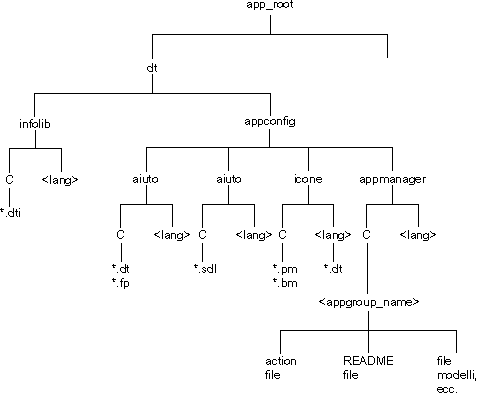 app_root
dt
infolib
appconfig
C
<lang>
aiuto
aiuto
icone
appmanager
*.dti
C
<lang>
C
<lang>
C
<lang>
C
<lang>
*.dt
*.fp
*.sdl
*.pm
*.bm
*.dt
<appgroup_name>
action
file
README
file
file
modelli,
ecc.